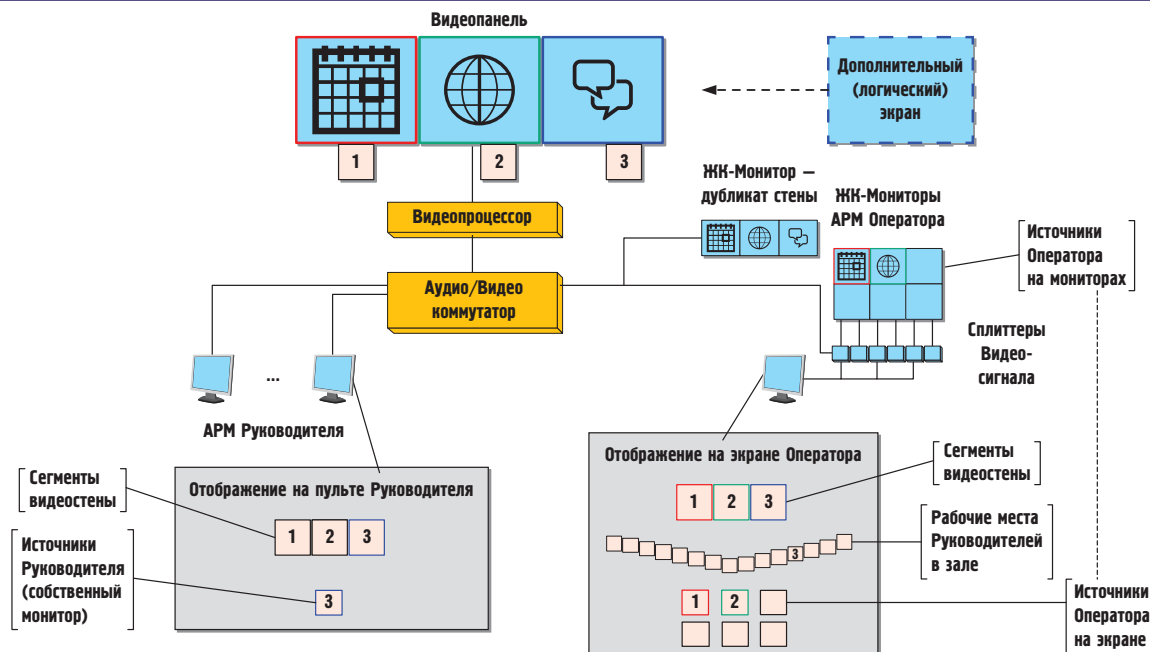 Видеопанель
Дополнительный
(логический)
экран
1
2
3
ЖК-Монитор –
дубликат стены
ЖК-Мониторы
АРМ Оператора
Видеопроцессор
Источники
Оператора
на мониторах
Аудио/Видео
коммутатор
Сплиттеры
Видео-
сигнала
...
АРМ Руководителя
Сегменты
видеостены
Отображение на пульте Руководителя
1
2
3
Источники
Руководителя
(собственный
монитор)
3
Отображение на экране Оператора
1
2
3
Сегменты
видеостены
3
Рабочие места
Руководителей
в зале
1
2
Источники
Оператора
на экране